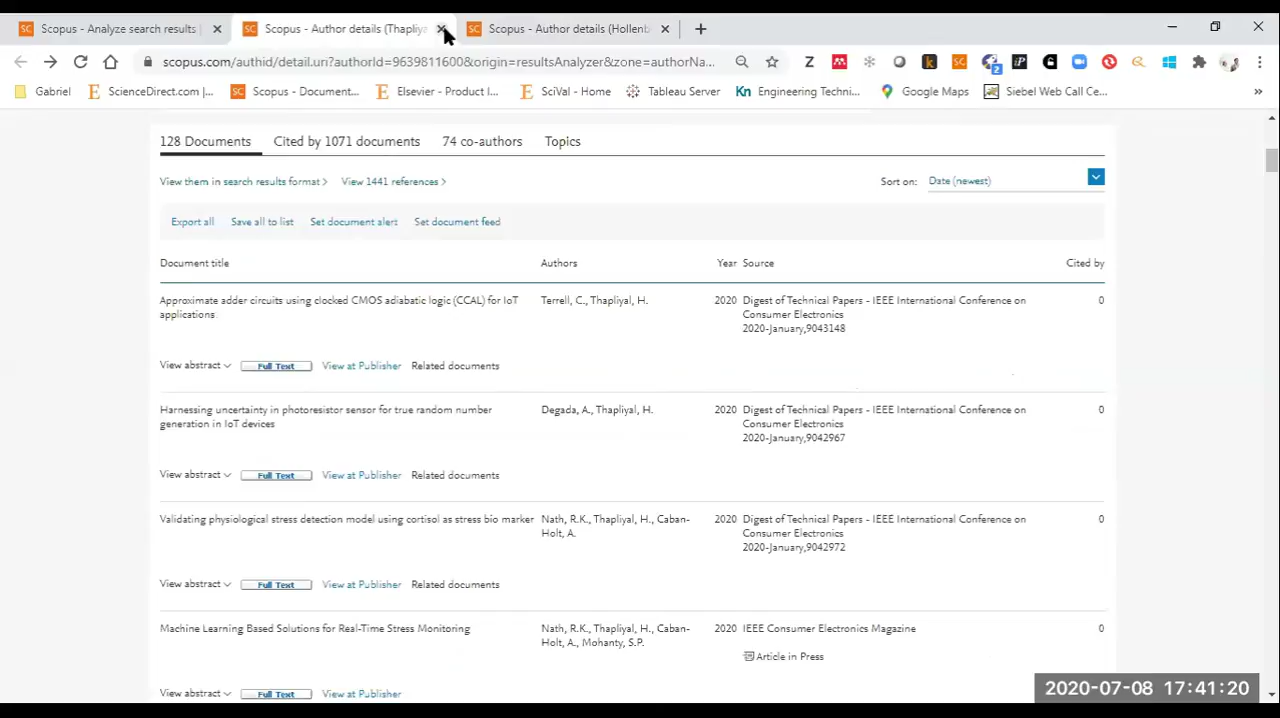 Scopus - Analyze search results
Scopus - Author details (Thapliya
Scopus - Author details (Hollenb
scopus.com/authid/detail.uri?authorId=9639811600&origin=resultsAnalyzer&zone=authorNa...
Gabriel
ScienceDirect.com |...
Scopus - Document...
Elsevier - Product I...
SciVal - Home
Tableau Server
Kn Engineering Techni...
Google Maps
Siebel Web Call Ce...
128 Documents Cited by 1071 documents 74 co-authors Topics
View them in search results format > View 1441 references >
Sort on: Date (newest)
Export all Save all to list Set document alert Set document feed
Document title Authors Year Source Cited by
Approximate adder circuits using clocked CMOS adiabatic logic (CCAL) for IoT
applications
Terrell, C., Thapliyal, H.
2020
Digest of Technical Papers - IEEE International Conference on
Consumer Electronics
2020-January,9043148
0
View abstract Full Text View at Publisher Related documents
Harnessing uncertainty in photoresistor sensor for true random number
generation in IoT devices
Degada, A., Thapliyal, H.
2020
Digest of Technical Papers - IEEE International Conference on
Consumer Electronics
2020-January,9042967
0
View abstract Full Text View at Publisher Related documents
Validating physiological stress detection model using cortisol as stress bio marker
Nath, R.K., Thapliyal, H., Caban-
Holt, A.
2020
Digest of Technical Papers - IEEE International Conference on
Consumer Electronics
2020-January,9042972
0
View abstract Full Text View at Publisher Related documents
Machine Learning Based Solutions for Real-Time Stress Monitoring
Nath, R.K., Thapliyal, H., Caban-
Holt, A., Mohanty, S.P.
2020
IEEE Consumer Electronics Magazine
Article in Press
0
View abstract Full Text View at Publisher
2020-07-08 17:41:20